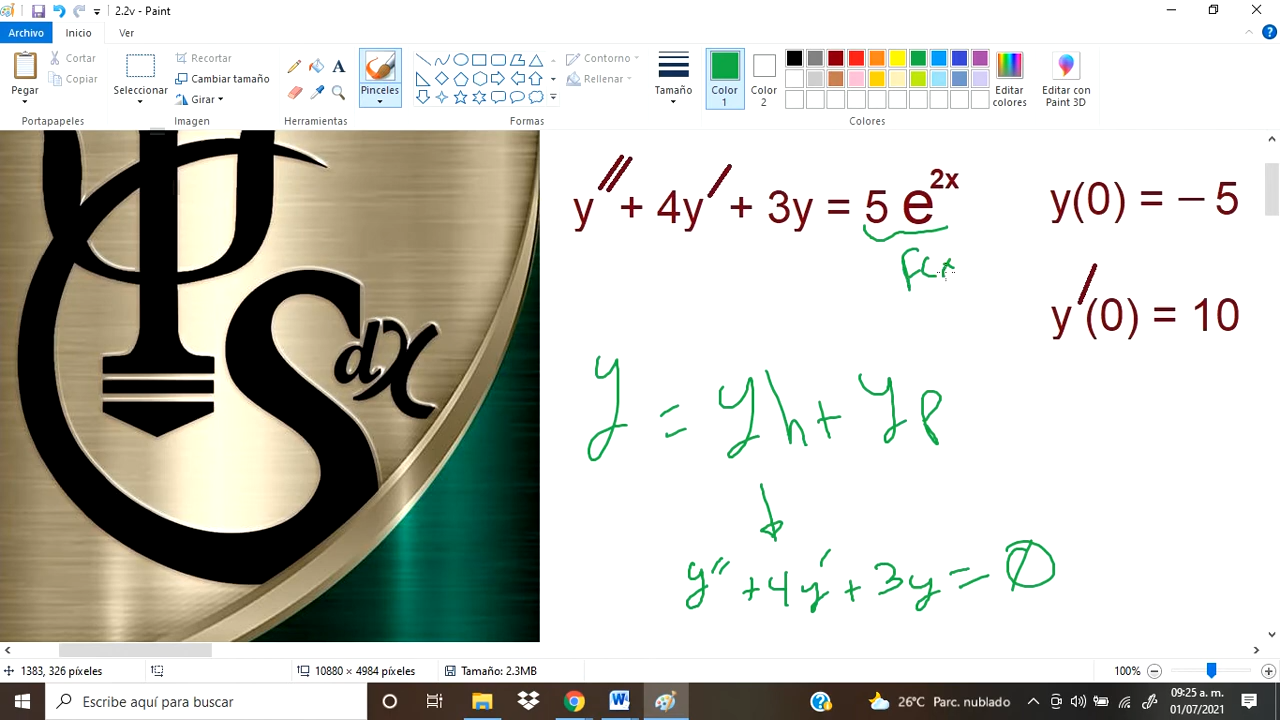 2.2v - Paint
Archivo Inicio Ver
Pegar Cortar Copiar Seleccionar Recortar Cambiar tamaño Girar Pinceles Contorno Rellenar Tamaño Color 1 Color 2 Editar colores Editar con Paint 3D
Portapapeles Imagen Herramientas Formas Colores
y'' + 4y' + 3y = 5 e^2x y(0) = – 5
F(x
y'(0) = 10
dx
y = yh + yp
y'' + 4y' + 3y = 0
1383, 326 píxeles 10880 × 4984 píxeles Tamaño: 2.3MB 100%
Escribe aquí para buscar 26°C Parc. nublado 09:25 a. m.
01/07/2021